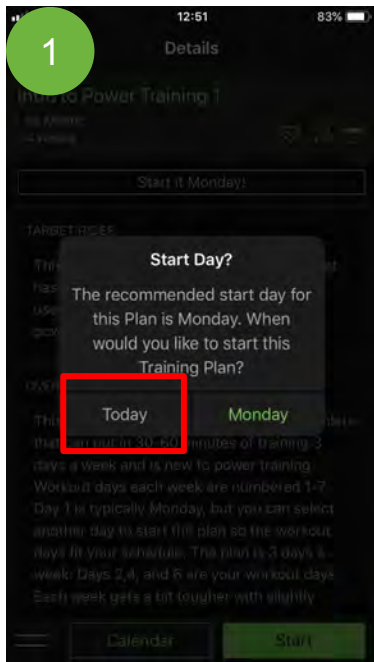 1
12:51
83%
Details
Intro to Power Training 1
Start it Monday!
TARGET RIDER
Start Day?
The recommended start day for
this Plan is Monday. When
would you like to start this
Training Plan?
Today
Monday
that can put in 30-60 minutes of training 3
days a week and is new to power training.
Workout days each week are numbered 1-7
Day 1 is typically Monday, but you can select
another day to start this plan so the workout
days fit your schedule. The plan is 3 days a
week. Days 2,4, and 6 are your workout days.
Each week gets a bit tougher with slightly
Calendar
Start